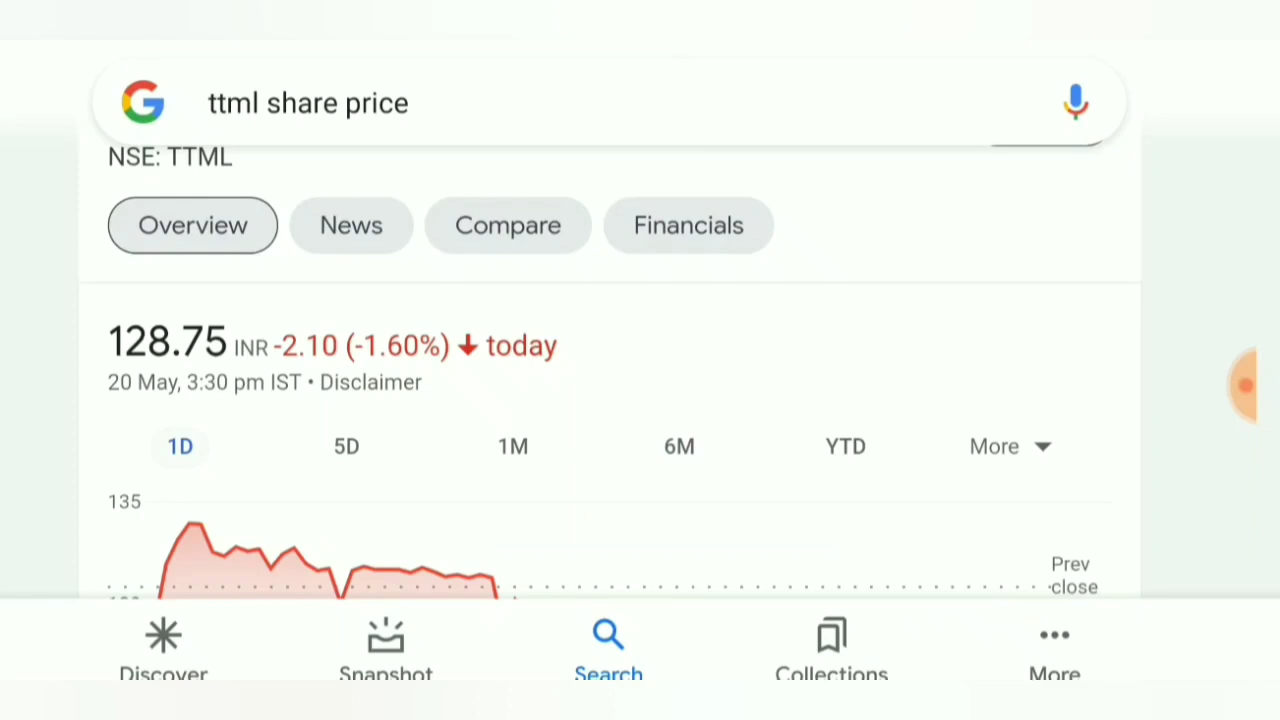 ttml share price
NSE: TTML
Overview News Compare Financials
128.75 INR -2.10 (-1.60%) ↓ today
20 May, 3:30 pm IST • Disclaimer
1D 5D 1M 6M YTD More
135
Prev
close
Discover Snapshot Search Collections More